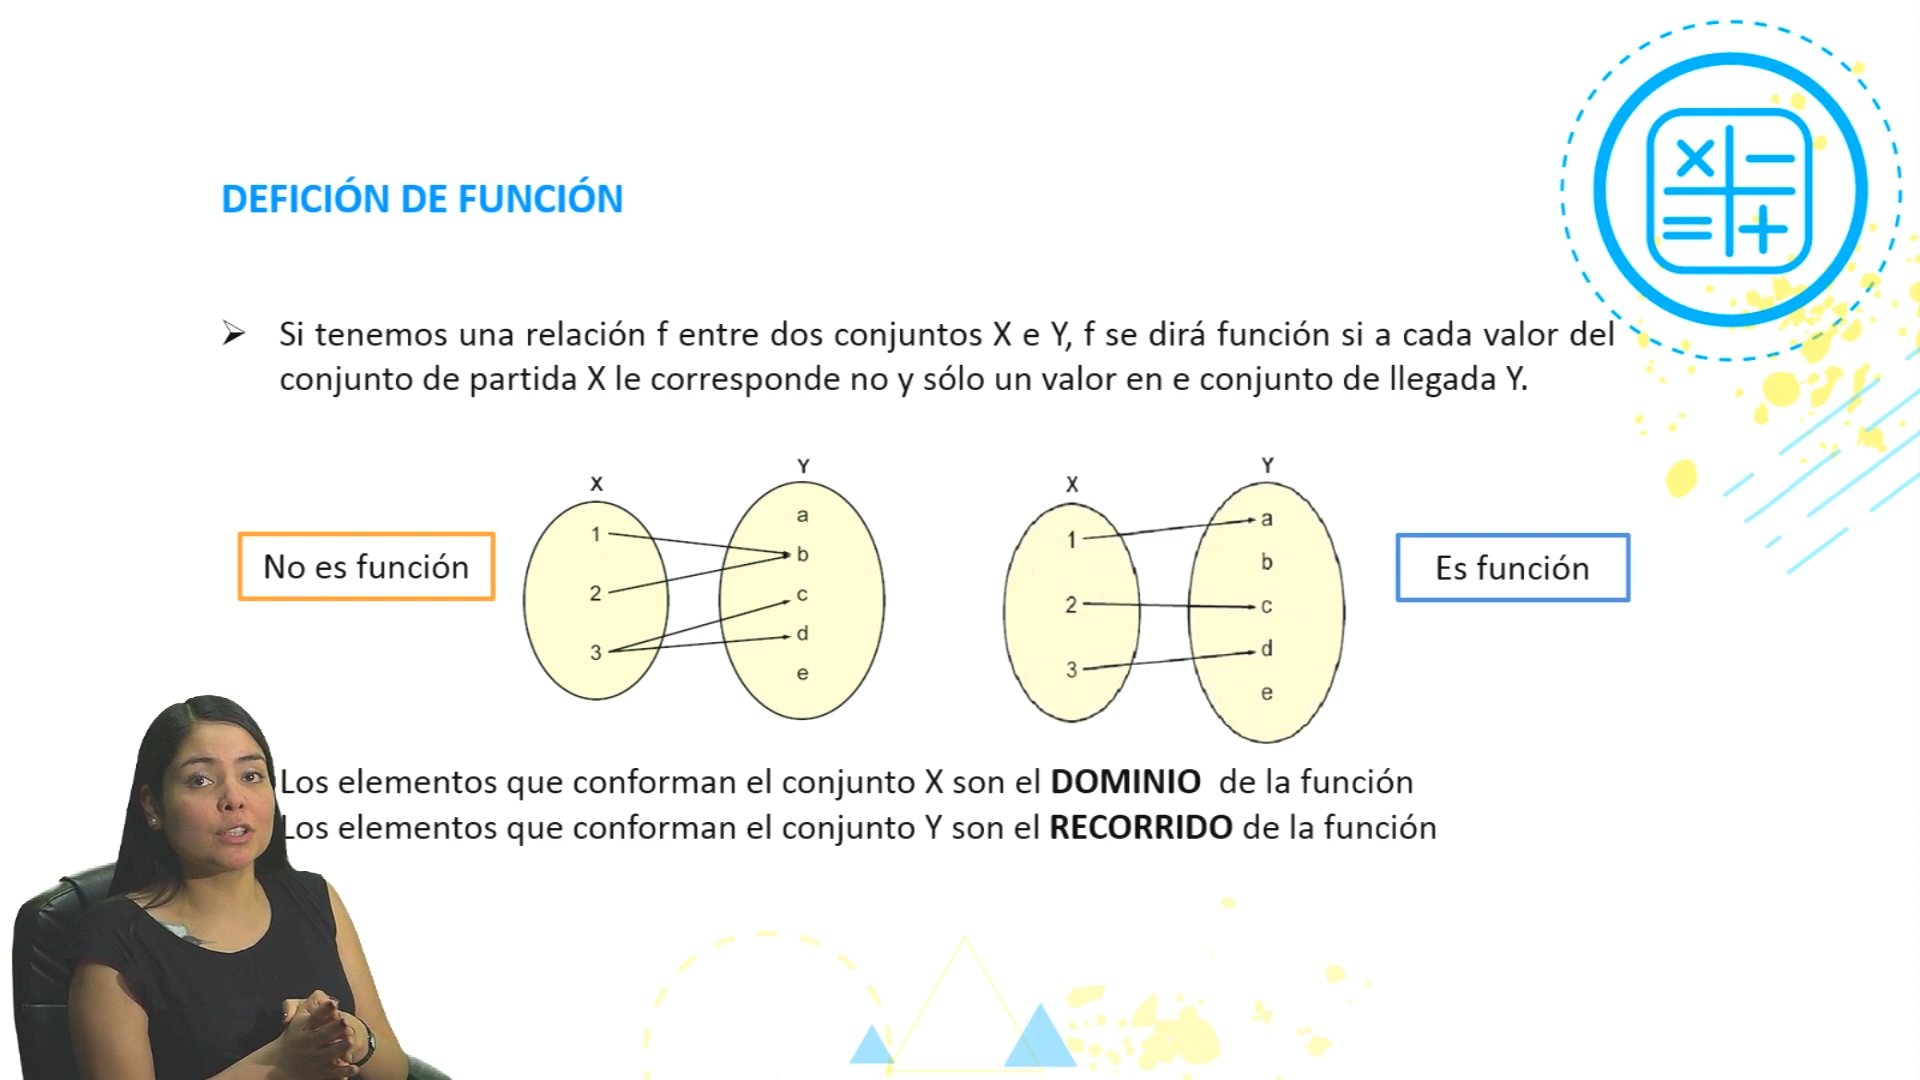 DEFICIÓN DE FUNCIÓN
➢ Si tenemos una relación f entre dos conjuntos X e Y, f se dirá función si a cada valor del
conjunto de partida X le corresponde no y sólo un valor en e conjunto de llegada Y.
No es función
X
1
2
3
Y
a
b
c
d
e
X
1
2
3
Y
a
b
c
d
e
Es función
Los elementos que conforman el conjunto X son el DOMINIO de la función
Los elementos que conforman el conjunto Y son el RECORRIDO de la función